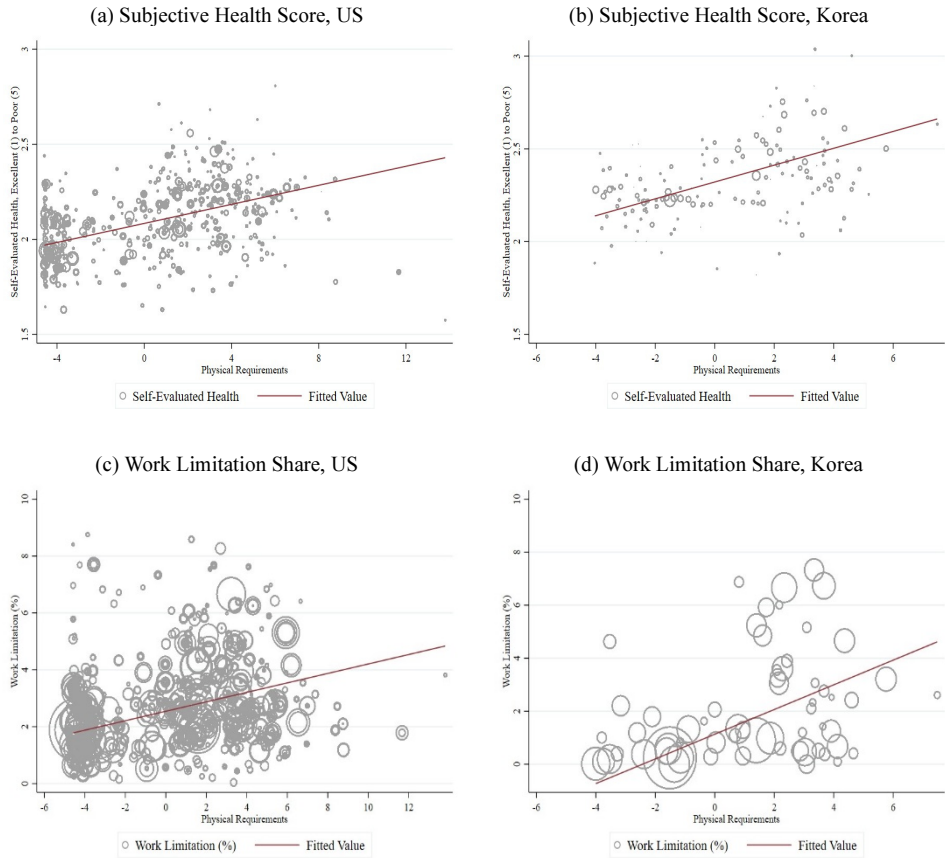 (a) Subjective Health Score, US
Self-Evaluated Health, Excellent (1) to Poor (5)
3
2.5
2
1.5
-4 0 4 8 12
Physical Requirements
Self-Evaluated Health Fitted Value
(b) Subjective Health Score, Korea
Self-Evaluated Health, Excellent (1) to Poor (5)
3
2.5
2
1.5
-6 -4 -2 0 2 4 6
Physical Requirements
Self-Evaluated Health Fitted Value
(c) Work Limitation Share, US
Work Limitation (%)
10
8
6
4
2
0
-6 -4 -2 0 2 4 6 8 10 12
Physical Requirements
Work Limitation (%) Fitted Value
(d) Work Limitation Share, Korea
Work Limitation (%)
10
8
6
4
2
0
-6 -4 -2 0 2 4 6
Physical Requirements
Work Limitation (%) Fitted Value